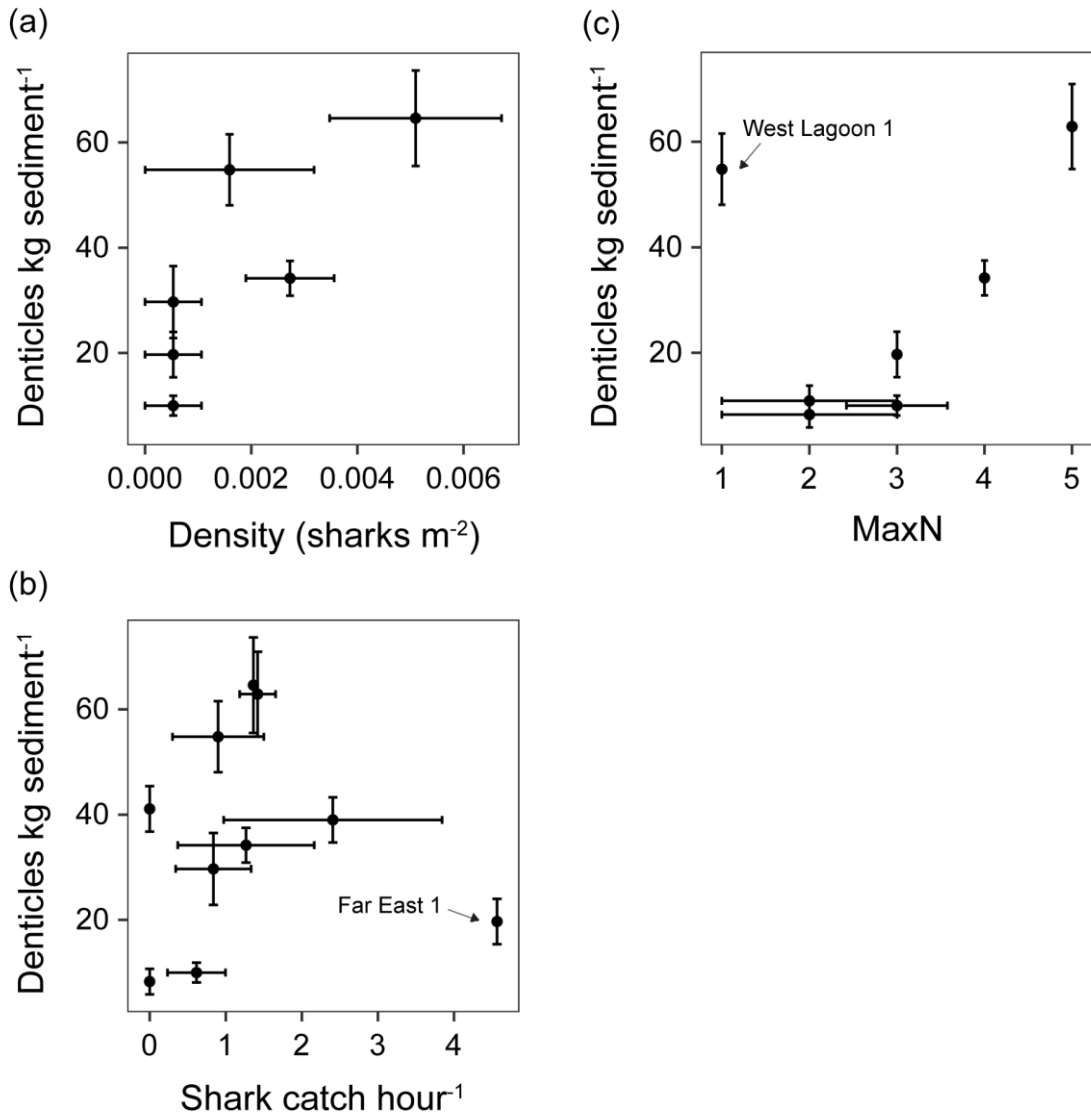 (a)
Denticles kg sediment⁻¹
60
40
20
0.000 0.002 0.004 0.006
Density (sharks m⁻²)
(c)
Denticles kg sediment⁻¹
60
40
20
West Lagoon 1
1 2 3 4 5
MaxN
(b)
Denticles kg sediment⁻¹
60
40
20
Far East 1
0 1 2 3 4
Shark catch hour⁻¹